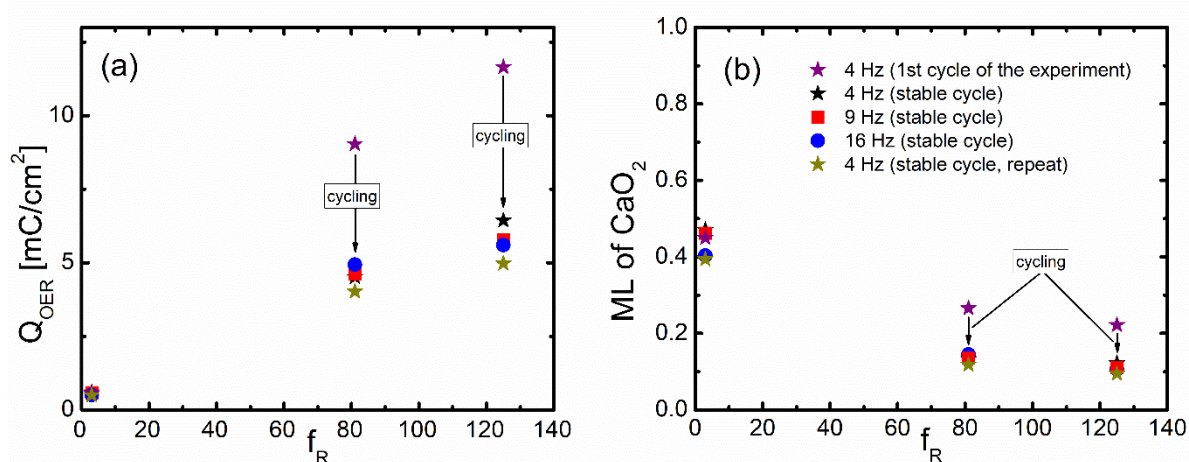 (a)
10
5
0
Q_OER [mC/cm²]
cycling
cycling
0 20 40 60 80 100 120 140
f_R
(b)
1.0
0.8
0.6
0.4
0.2
0.0
ML of CaO₂
4 Hz (1st cycle of the experiment)
4 Hz (stable cycle)
9 Hz (stable cycle)
16 Hz (stable cycle)
4 Hz (stable cycle, repeat)
cycling
0 20 40 60 80 100 120 140
f_R